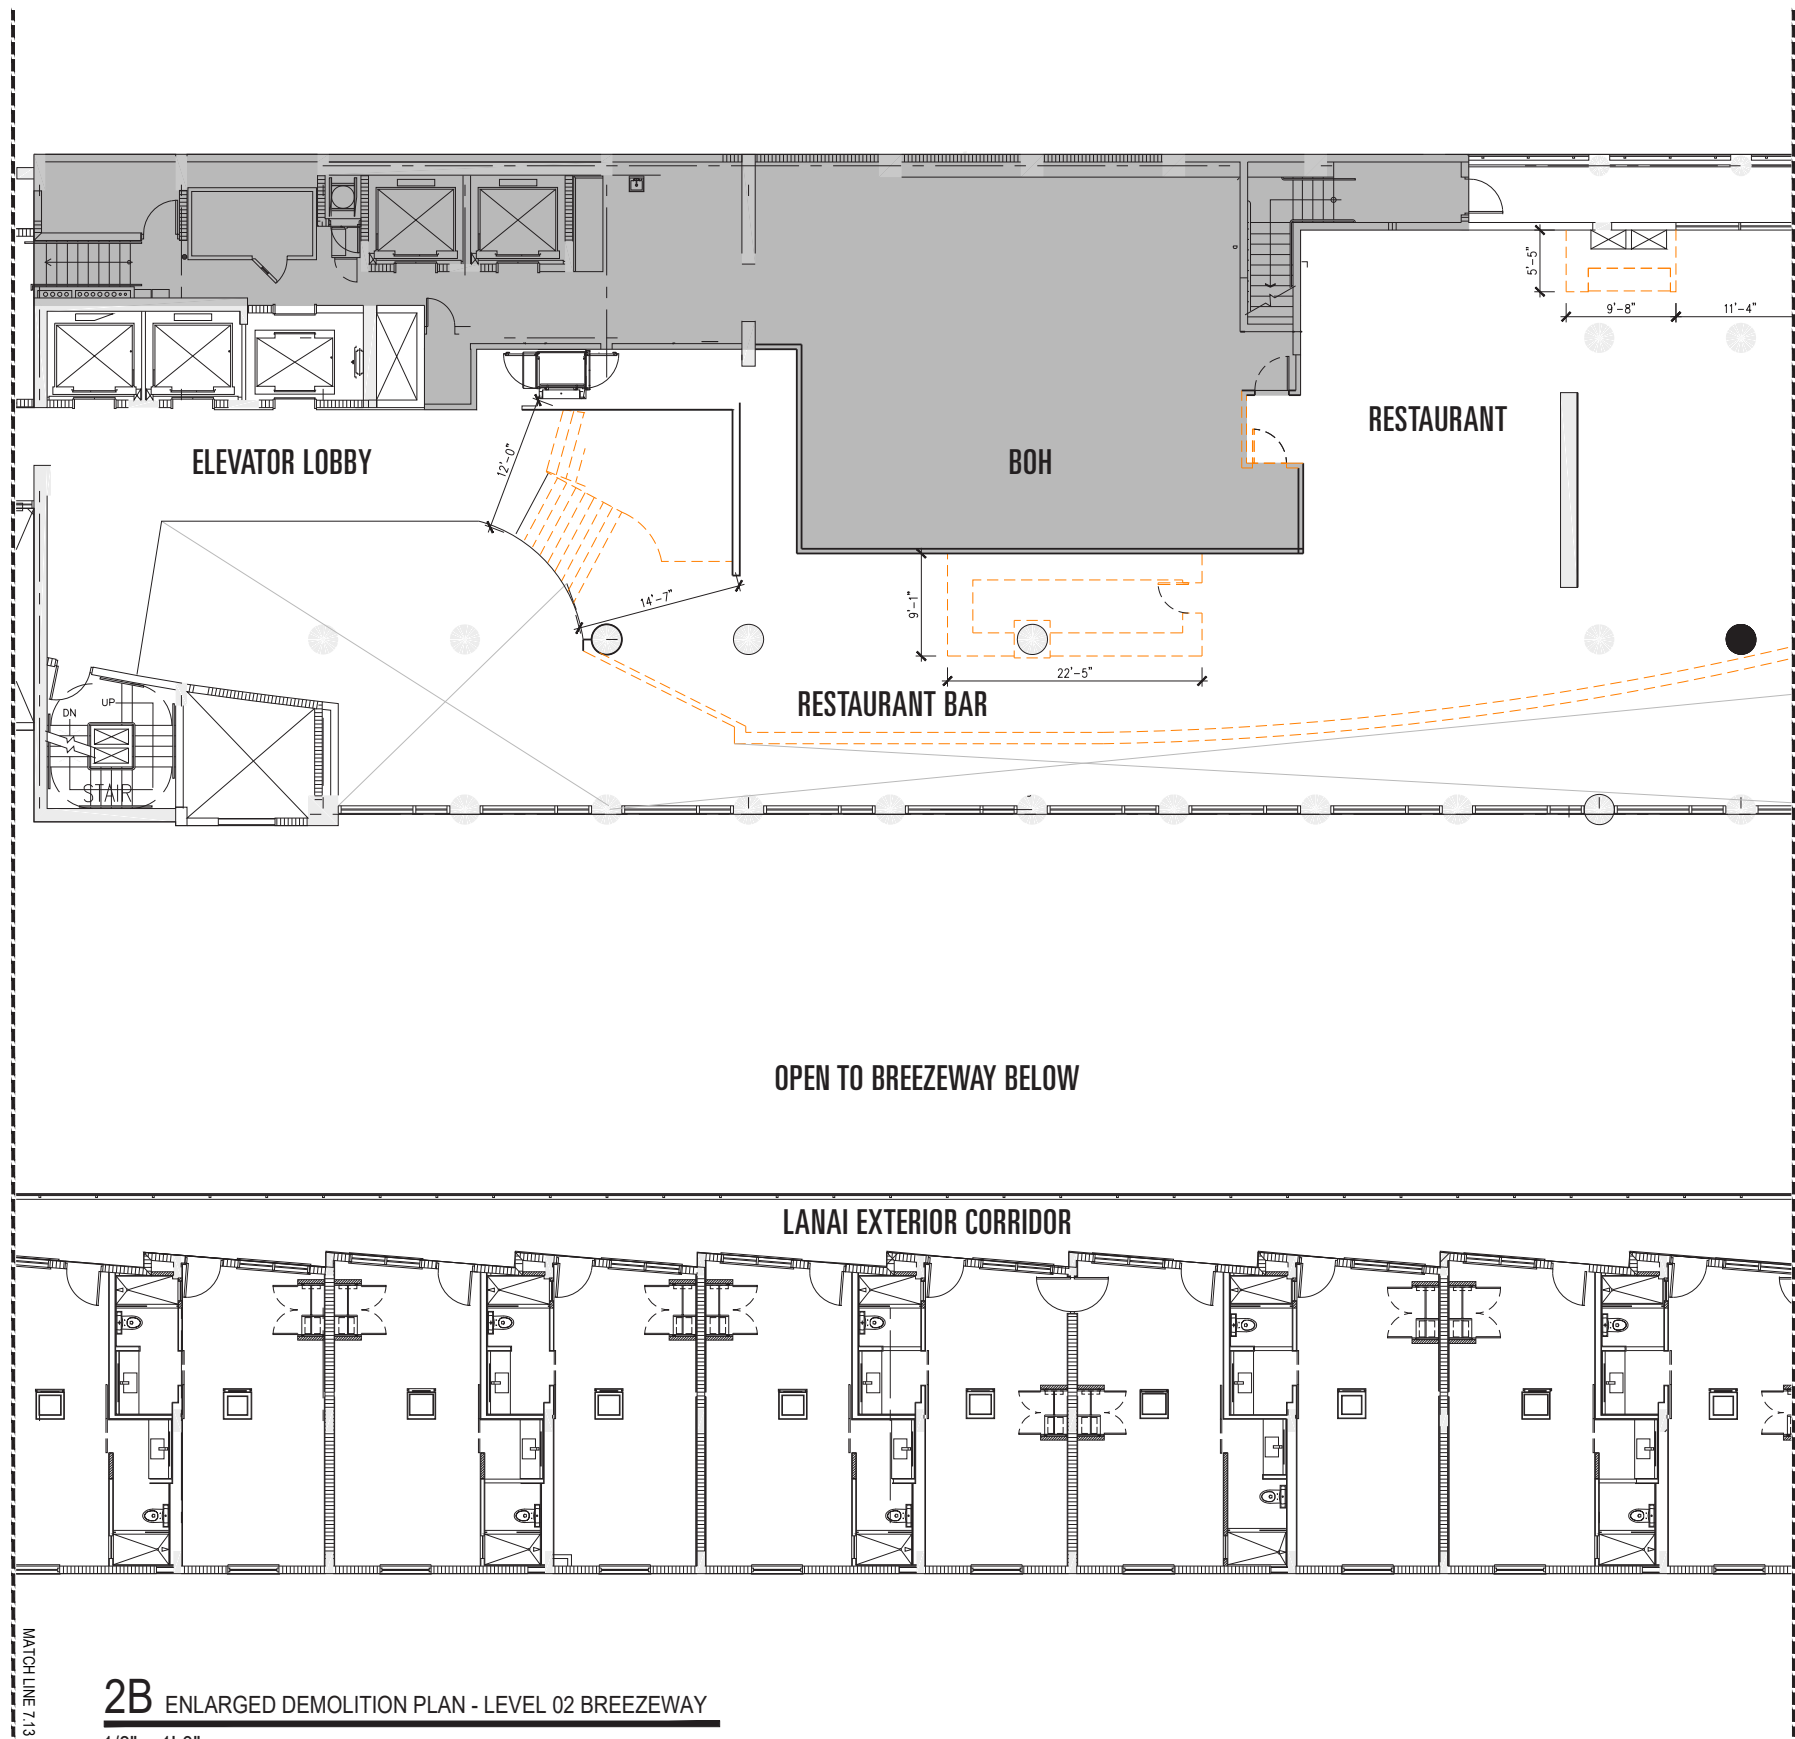 5'-5"
9'-8"
11'-4"
RESTAURANT
ELEVATOR LOBBY
12'-0"
BOH
14'-7"
9'-1"
22'-5"
RESTAURANT BAR
UP
DN
STAIR
OPEN TO BREEZEWAY BELOW
LANAI EXTERIOR CORRIDOR
MATCH LINE 7.13
2B ENLARGED DEMOLITION PLAN - LEVEL 02 BREEZEWAY